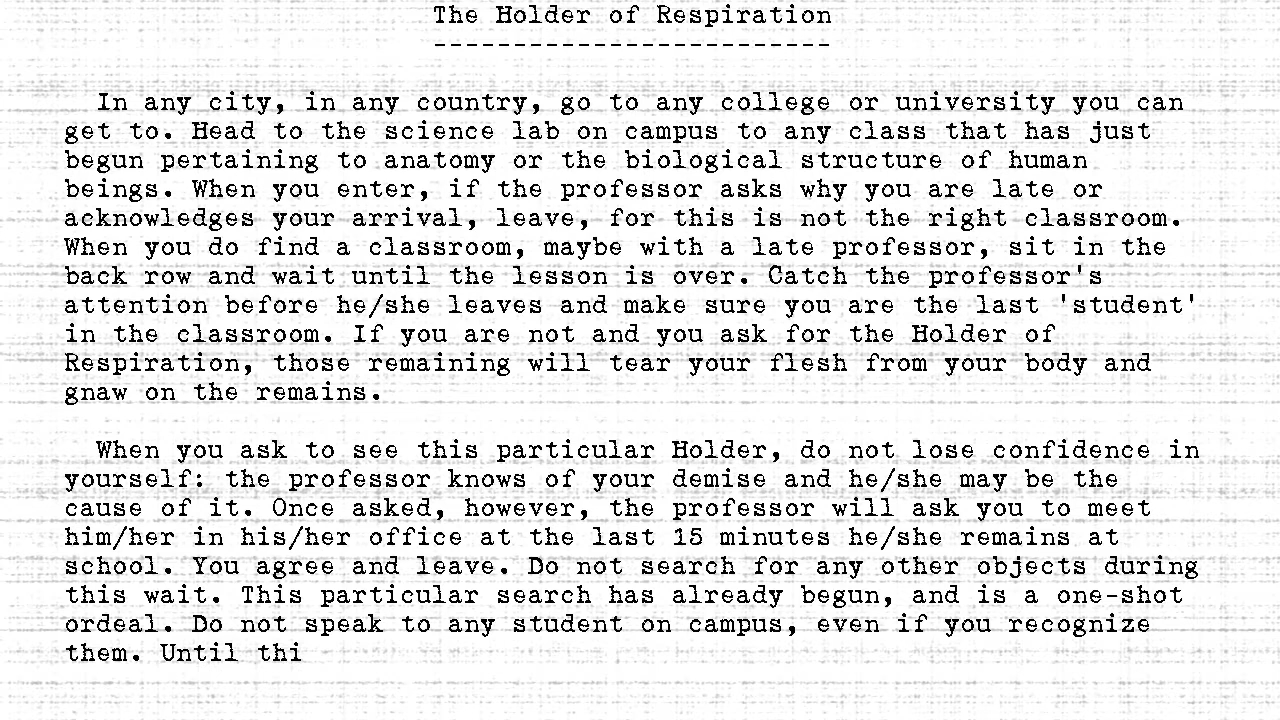 The Holder of Respiration
-------------------------
In any city, in any country, go to any college or university you can
get to. Head to the science lab on campus to any class that has just
begun pertaining to anatomy or the biological structure of human
beings. When you enter, if the professor asks why you are late or
acknowledges your arrival, leave, for this is not the right classroom.
When you do find a classroom, maybe with a late professor, sit in the
back row and wait until the lesson is over. Catch the professor's
attention before he/she leaves and make sure you are the last 'student'
in the classroom. If you are not and you ask for the Holder of
Respiration, those remaining will tear your flesh from your body and
gnaw on the remains.
When you ask to see this particular Holder, do not lose confidence in
yourself: the professor knows of your demise and he/she may be the
cause of it. Once asked, however, the professor will ask you to meet
him/her in his/her office at the last 15 minutes he/she remains at
school. You agree and leave. Do not search for any other objects during
this wait. This particular search has already begun, and is a one-shot
ordeal. Do not speak to any student on campus, even if you recognize
them. Until thi